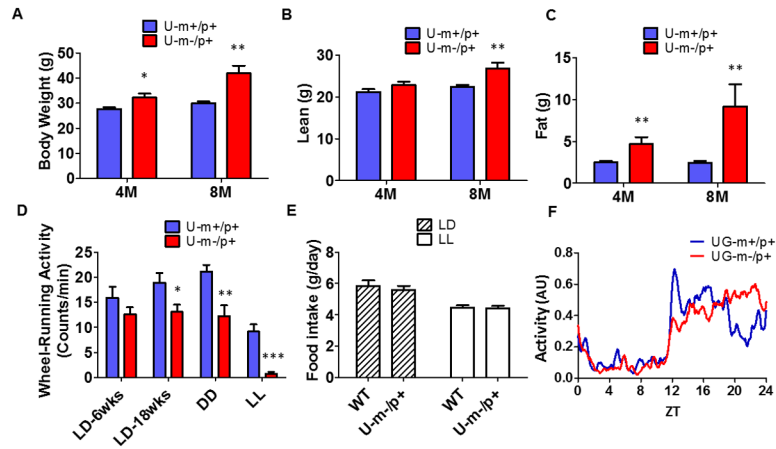 A
U-m+/p+
U-m-/p+
Body Weight (g)
50
40
30
20
10
0
*
**
4M
8M
B
U-m+/p+
U-m-/p+
Lean (g)
40
30
20
10
0
**
4M
8M
C
U-m+/p+
U-m-/p+
Fat (g)
15
10
5
0
**
**
4M
8M
D
U-m+/p+
U-m-/p+
Wheel-Running Activity
(Counts/min)
25
20
15
10
5
0
*
**
***
LD-6wks
LD-18wks
DD
LL
E
LD
LL
Food intake (g/day)
8
6
4
2
0
WT
U-m-/p+
WT
U-m-/p+
F
UG-m+/p+
UG-m-/p+
Activity (AU)
0.8
0.6
0.4
0.2
0.0
0
4
8
12
16
20
24
ZT